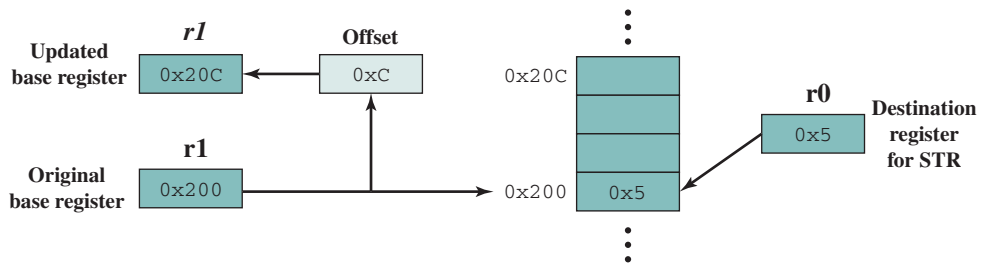 r1
Offset
Updated
base register
0x20C
0xC
0x20C
r0
0x5
Destination
register
for STR
r1
Original
base register
0x200
0x200
0x5